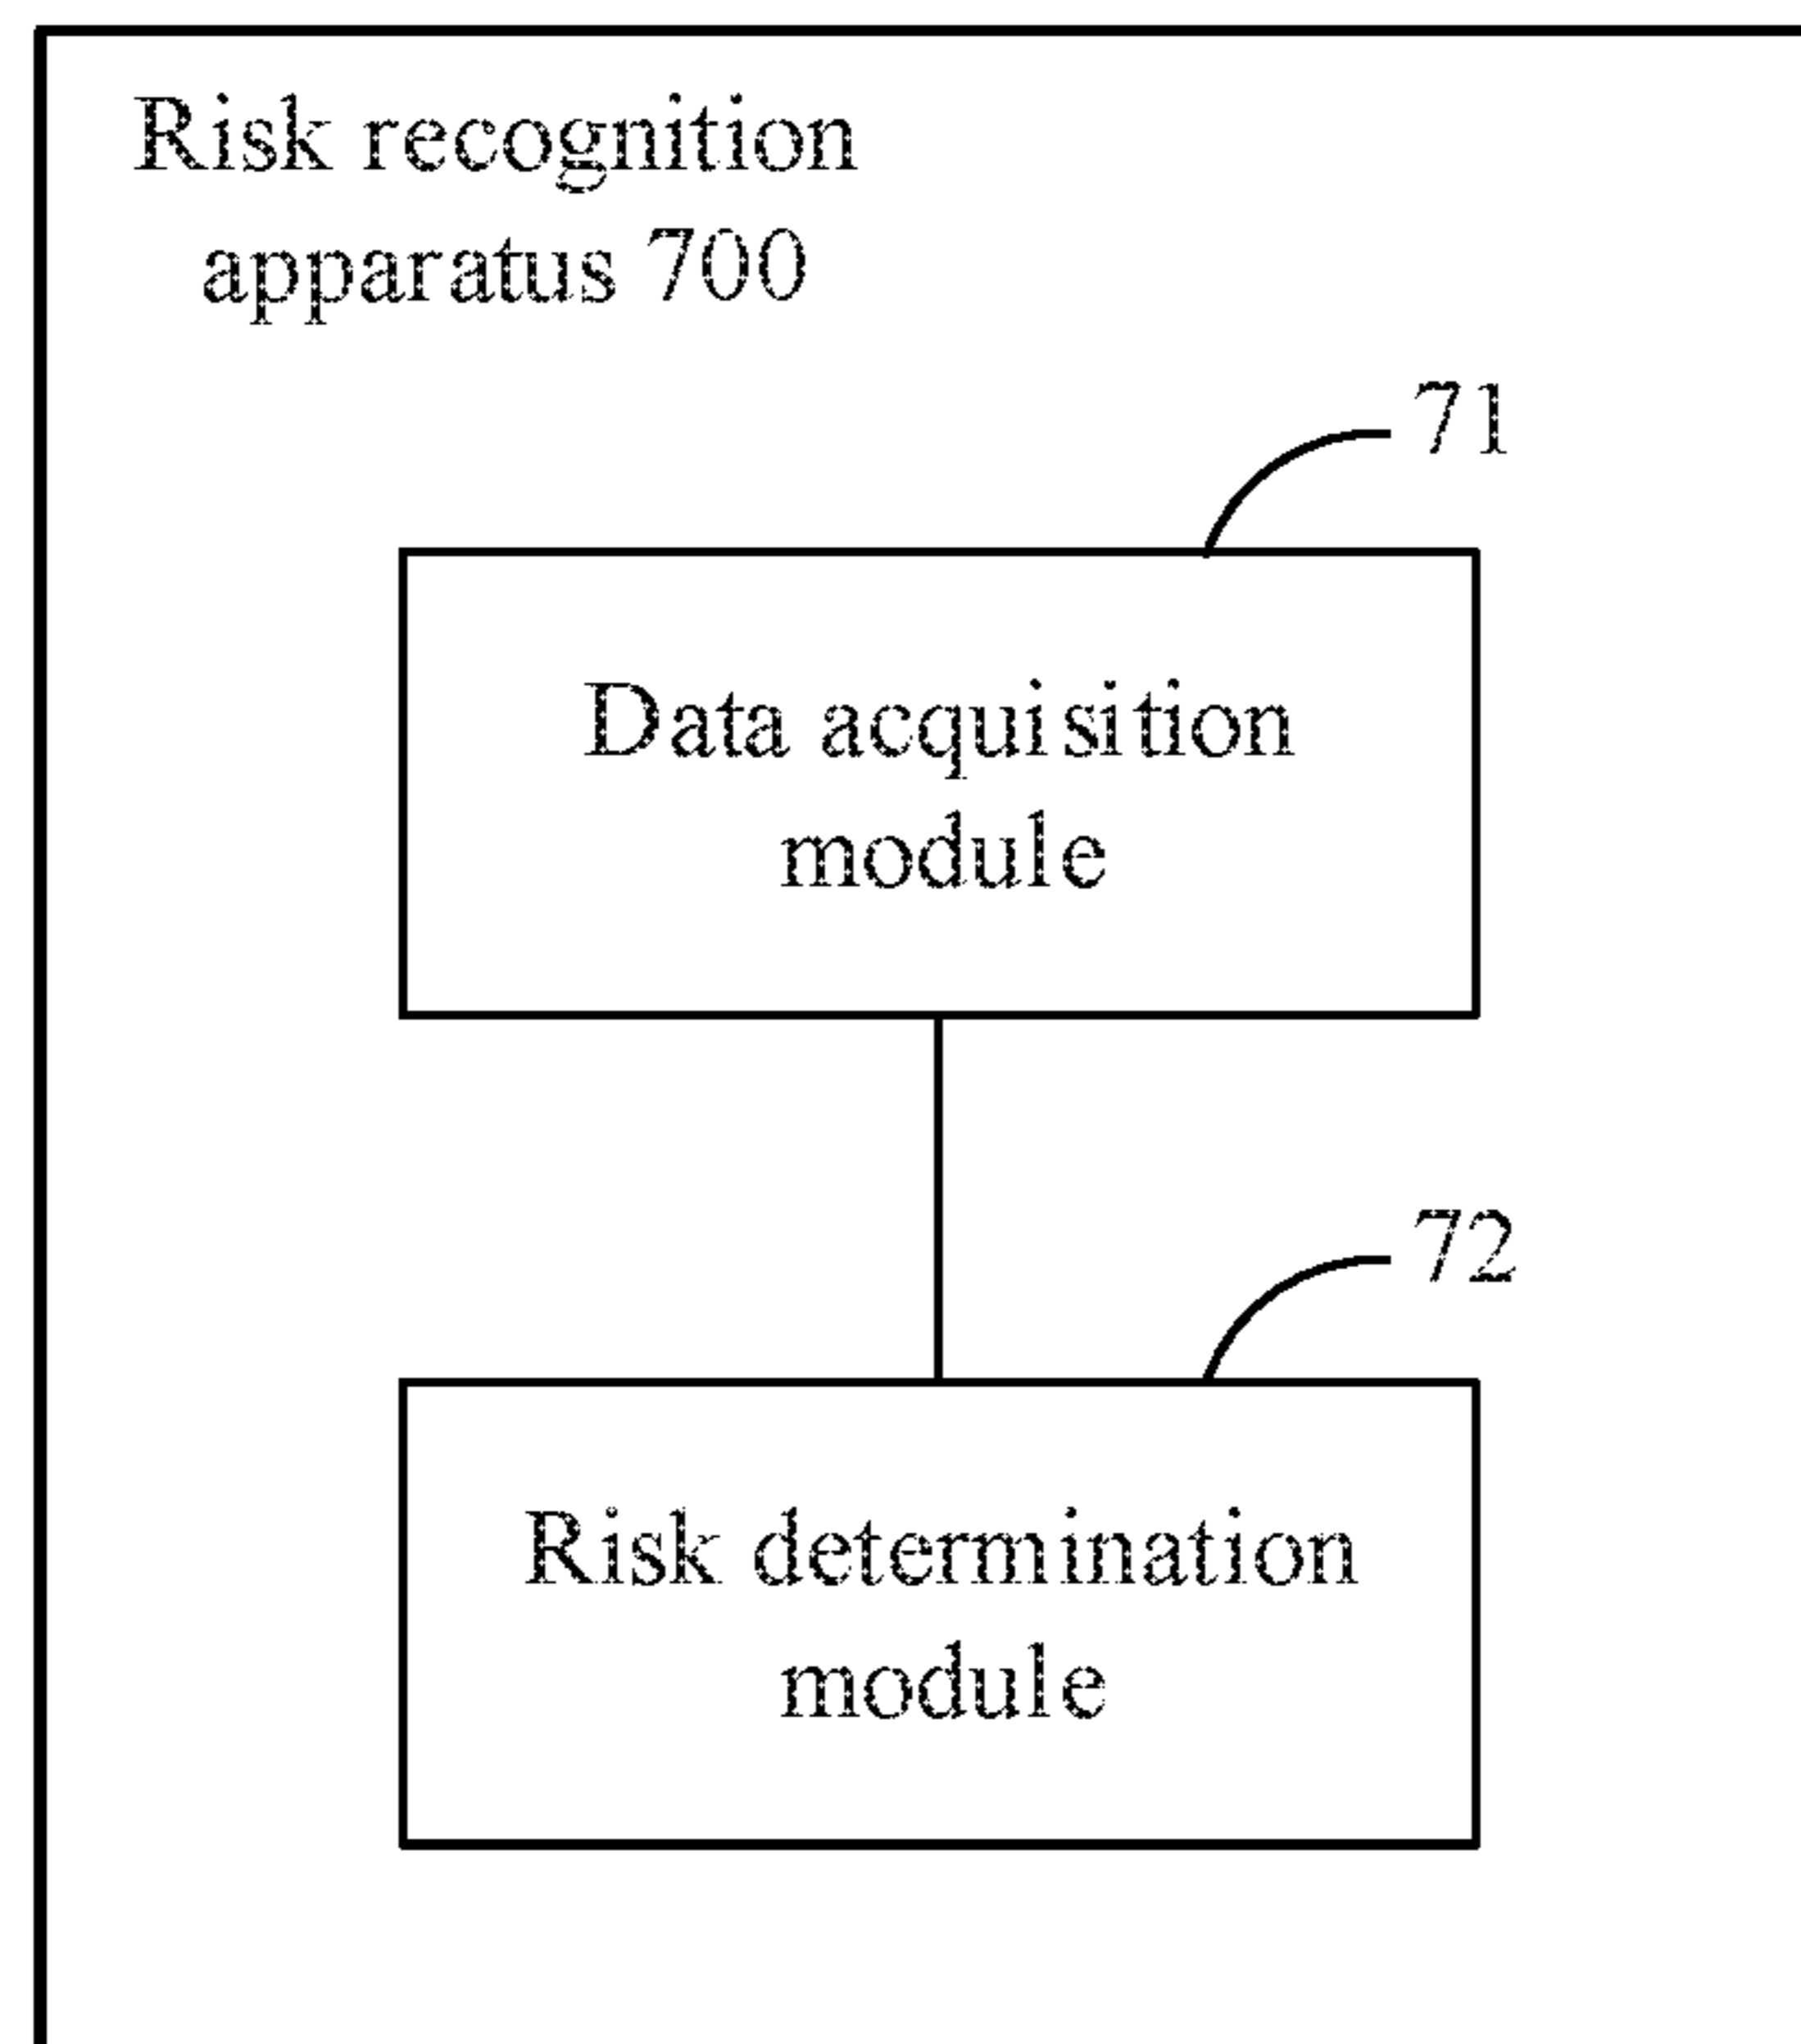 Risk recognition
apparatus 700
71
Data acquisition
module
72
Risk determination
module